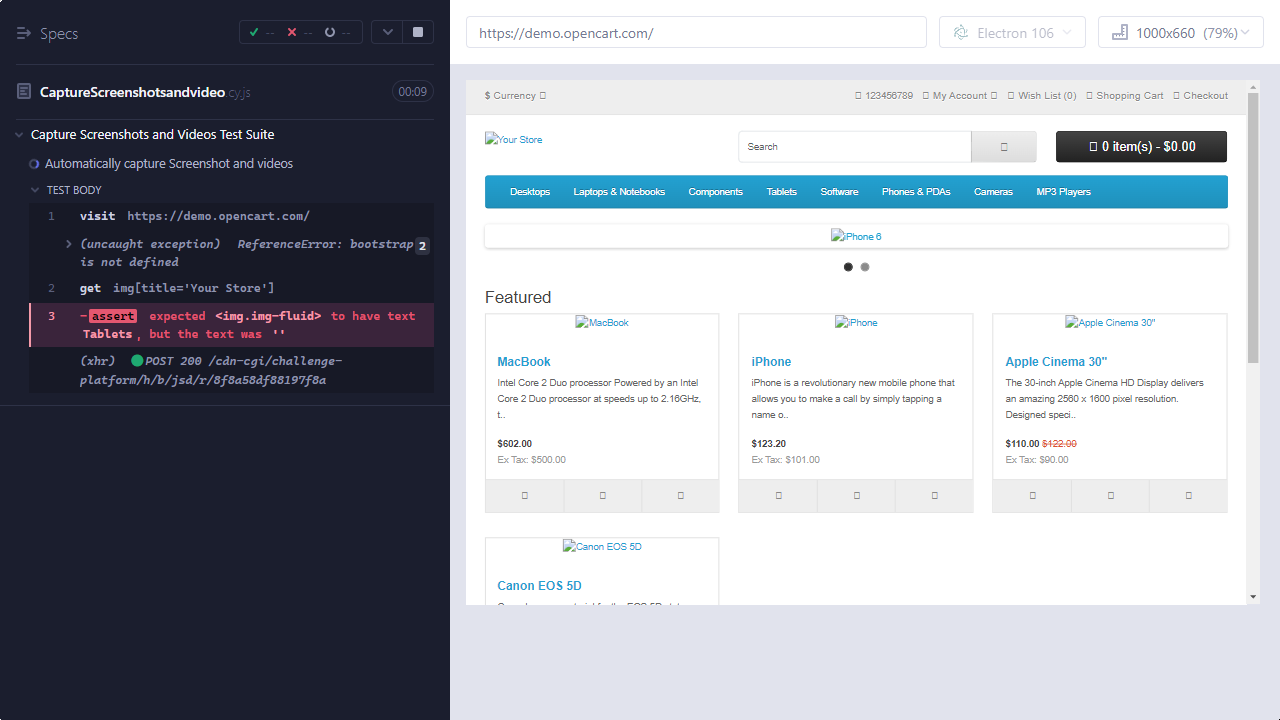 Specs
-- -- --
CaptureScreenshotsandvideo.cy.js 00:09
Capture Screenshots and Videos Test Suite
Automatically capture Screenshot and videos
TEST BODY
1 visit https://demo.opencart.com/
(uncaught exception) ReferenceError: bootstrap 2
is not defined
2 get img[title='Your Store']
3 -assert expected <img.img-fluid> to have text
Tablets, but the text was ''
(xhr) POST 200 /cdn-cgi/challenge-
platform/h/b/jsd/r/8f8a58df88197f8a
https://demo.opencart.com/
Electron 106
1000x660 (79%)
$ Currency
123456789 My Account Wish List (0) Shopping Cart Checkout
Your Store
Search
0 item(s) - $0.00
Desktops Laptops & Notebooks Components Tablets Software Phones & PDAs Cameras MP3 Players
iPhone 6
Featured
MacBook
MacBook
Intel Core 2 Duo processor Powered by an Intel
Core 2 Duo processor at speeds up to 2.16GHz,
t..
$602.00
Ex Tax: $500.00
iPhone
iPhone
iPhone is a revolutionary new mobile phone that
allows you to make a call by simply tapping a
name o..
$123.20
Ex Tax: $101.00
Apple Cinema 30"
Apple Cinema 30"
The 30-inch Apple Cinema HD Display delivers
an amazing 2560 x 1600 pixel resolution.
Designed speci..
$110.00 $122.00
Ex Tax: $90.00
Canon EOS 5D
Canon EOS 5D